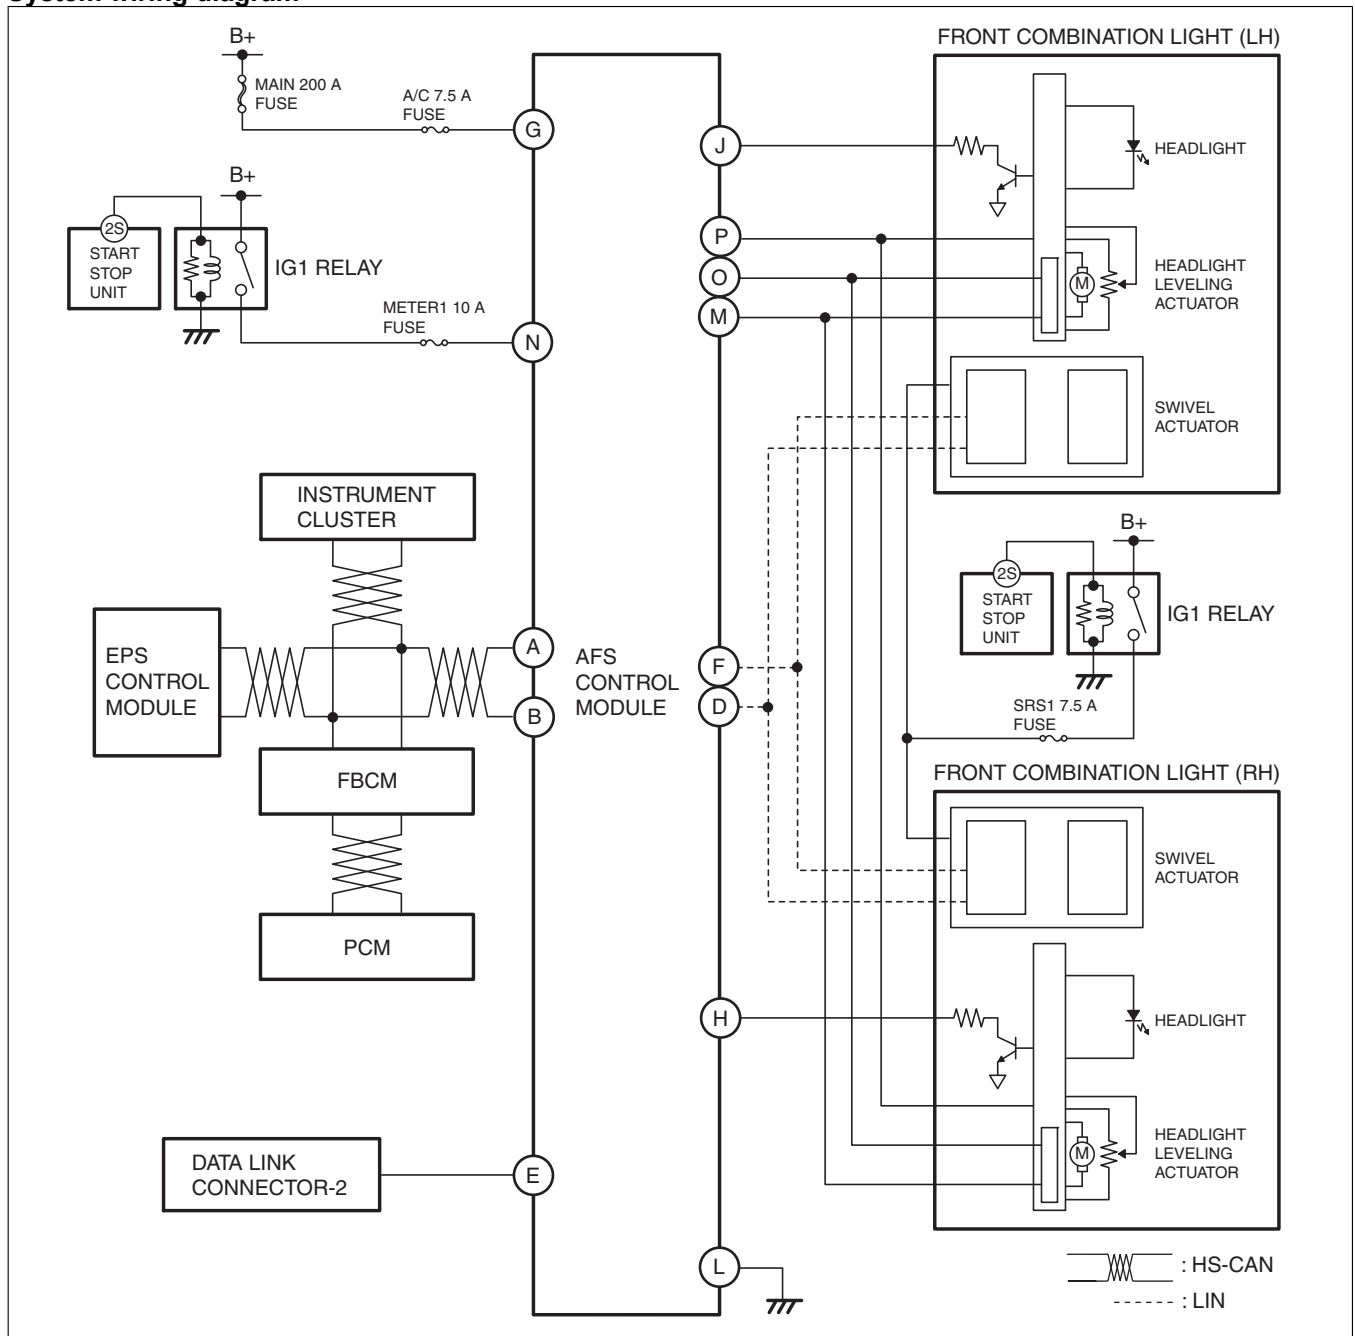 System wiring diagram
B+
MAIN 200 A
FUSE
A/C 7.5 A
FUSE
G
B+
2S
START
STOP
UNIT
IG1 RELAY
METER1 10 A
FUSE
N
INSTRUMENT
CLUSTER
EPS
CONTROL
MODULE
A
B
FBCM
PCM
DATA LINK
CONNECTOR-2
E
AFS
CONTROL
MODULE
J
P
O
M
F
D
H
L
FRONT COMBINATION LIGHT (LH)
HEADLIGHT
M
HEADLIGHT
LEVELING
ACTUATOR
SWIVEL
ACTUATOR
B+
2S
START
STOP
UNIT
IG1 RELAY
SRS1 7.5 A
FUSE
FRONT COMBINATION LIGHT (RH)
SWIVEL
ACTUATOR
HEADLIGHT
M
HEADLIGHT
LEVELING
ACTUATOR
: HS-CAN
: LIN